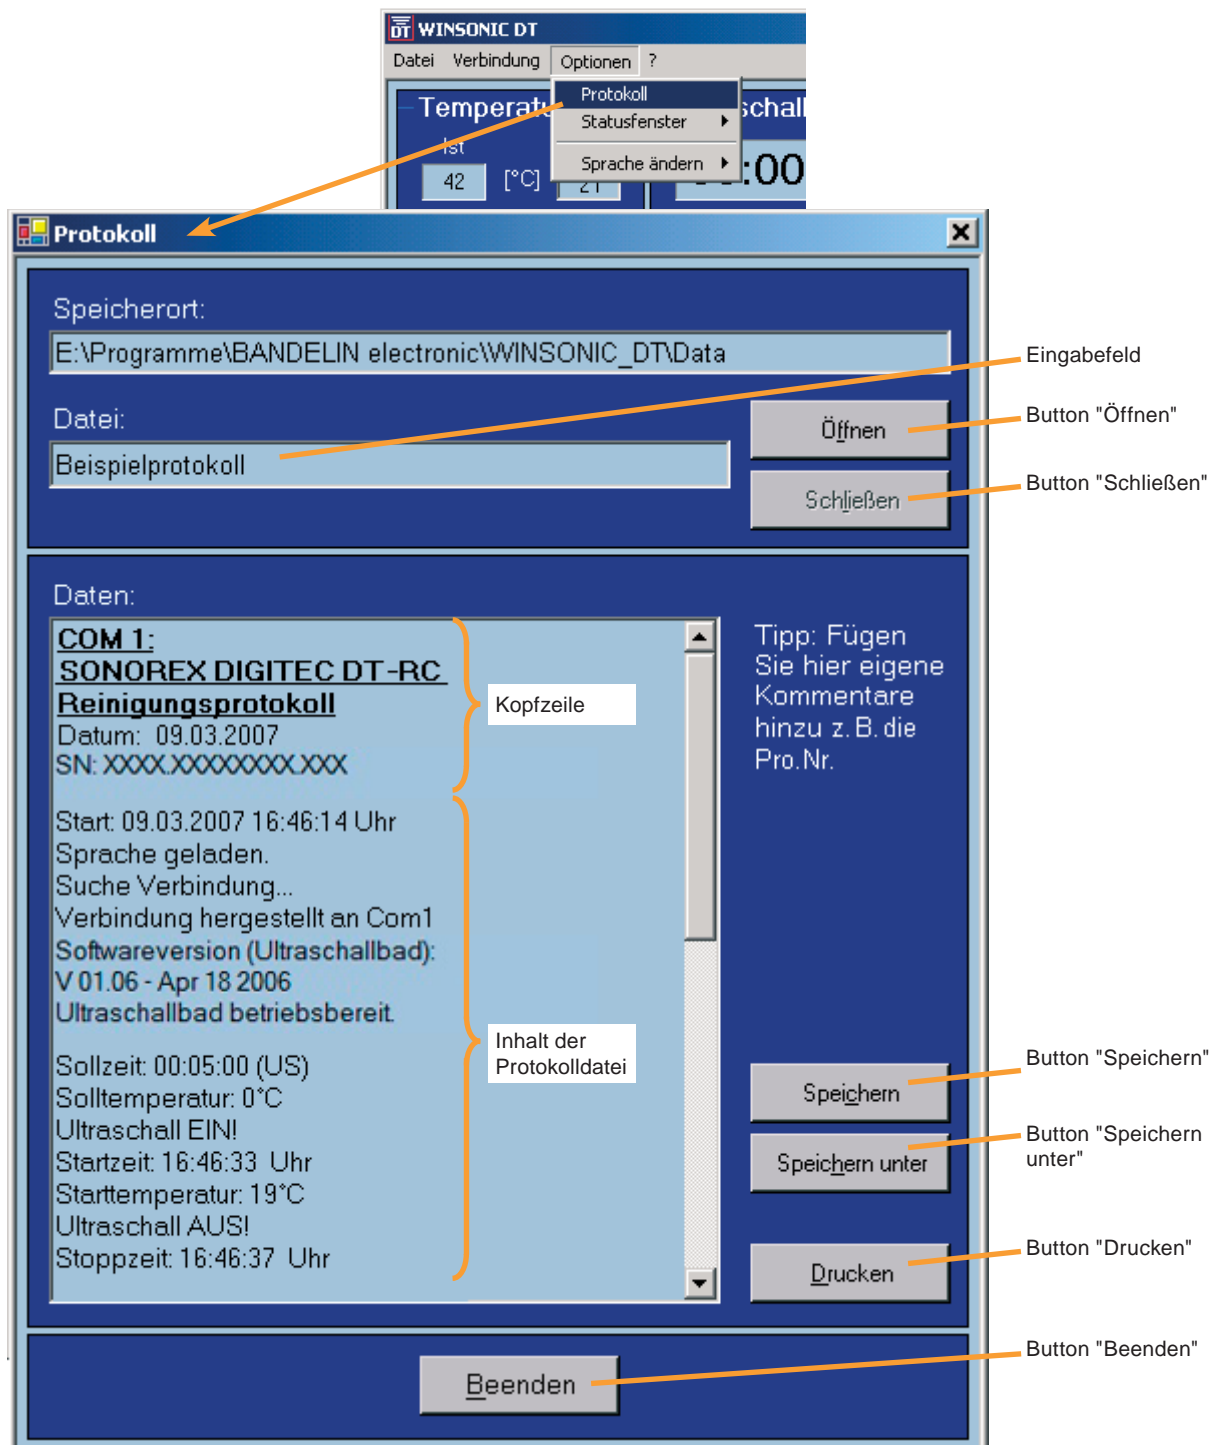 WINSONIC DT
Datei Verbindung Optionen ?
Protokoll
Statusfenster
Sprache ändern
Ist
42 [°C] 21
:00
Protokoll
Speicherort:
E:\Programme\BANDELIN electronic\WINSONIC_DT\Data
Eingabefeld
Datei:
Beispielprotokoll
Öffnen
Button "Öffnen"
Schließen
Button "Schließen"
Daten:
COM 1:
SONOREX DIGITEC DT-RC
Reinigungsprotokoll
Datum: 09.03.2007
SN: XXXX.XXXXXXXX.XXX
Kopfzeile
Tipp: Fügen
Sie hier eigene
Kommentare
hinzu z. B. die
Pro.Nr.
Start: 09.03.2007 16:46:14 Uhr
Sprache geladen.
Suche Verbindung...
Verbindung hergestellt an Com1
Softwareversion (Ultraschallbad):
V 01.06 - Apr 18 2006
Ultraschallbad betriebsbereit.
Sollzeit: 00:05:00 (US)
Solltemperatur: 0°C
Ultraschall EIN!
Startzeit: 16:46:33 Uhr
Starttemperatur: 19°C
Ultraschall AUS!
Stoppzeit: 16:46:37 Uhr
Inhalt der
Protokolldatei
Speichern
Button "Speichern"
Speichern unter
Button "Speichern
unter"
Drucken
Button "Drucken"
Beenden
Button "Beenden"